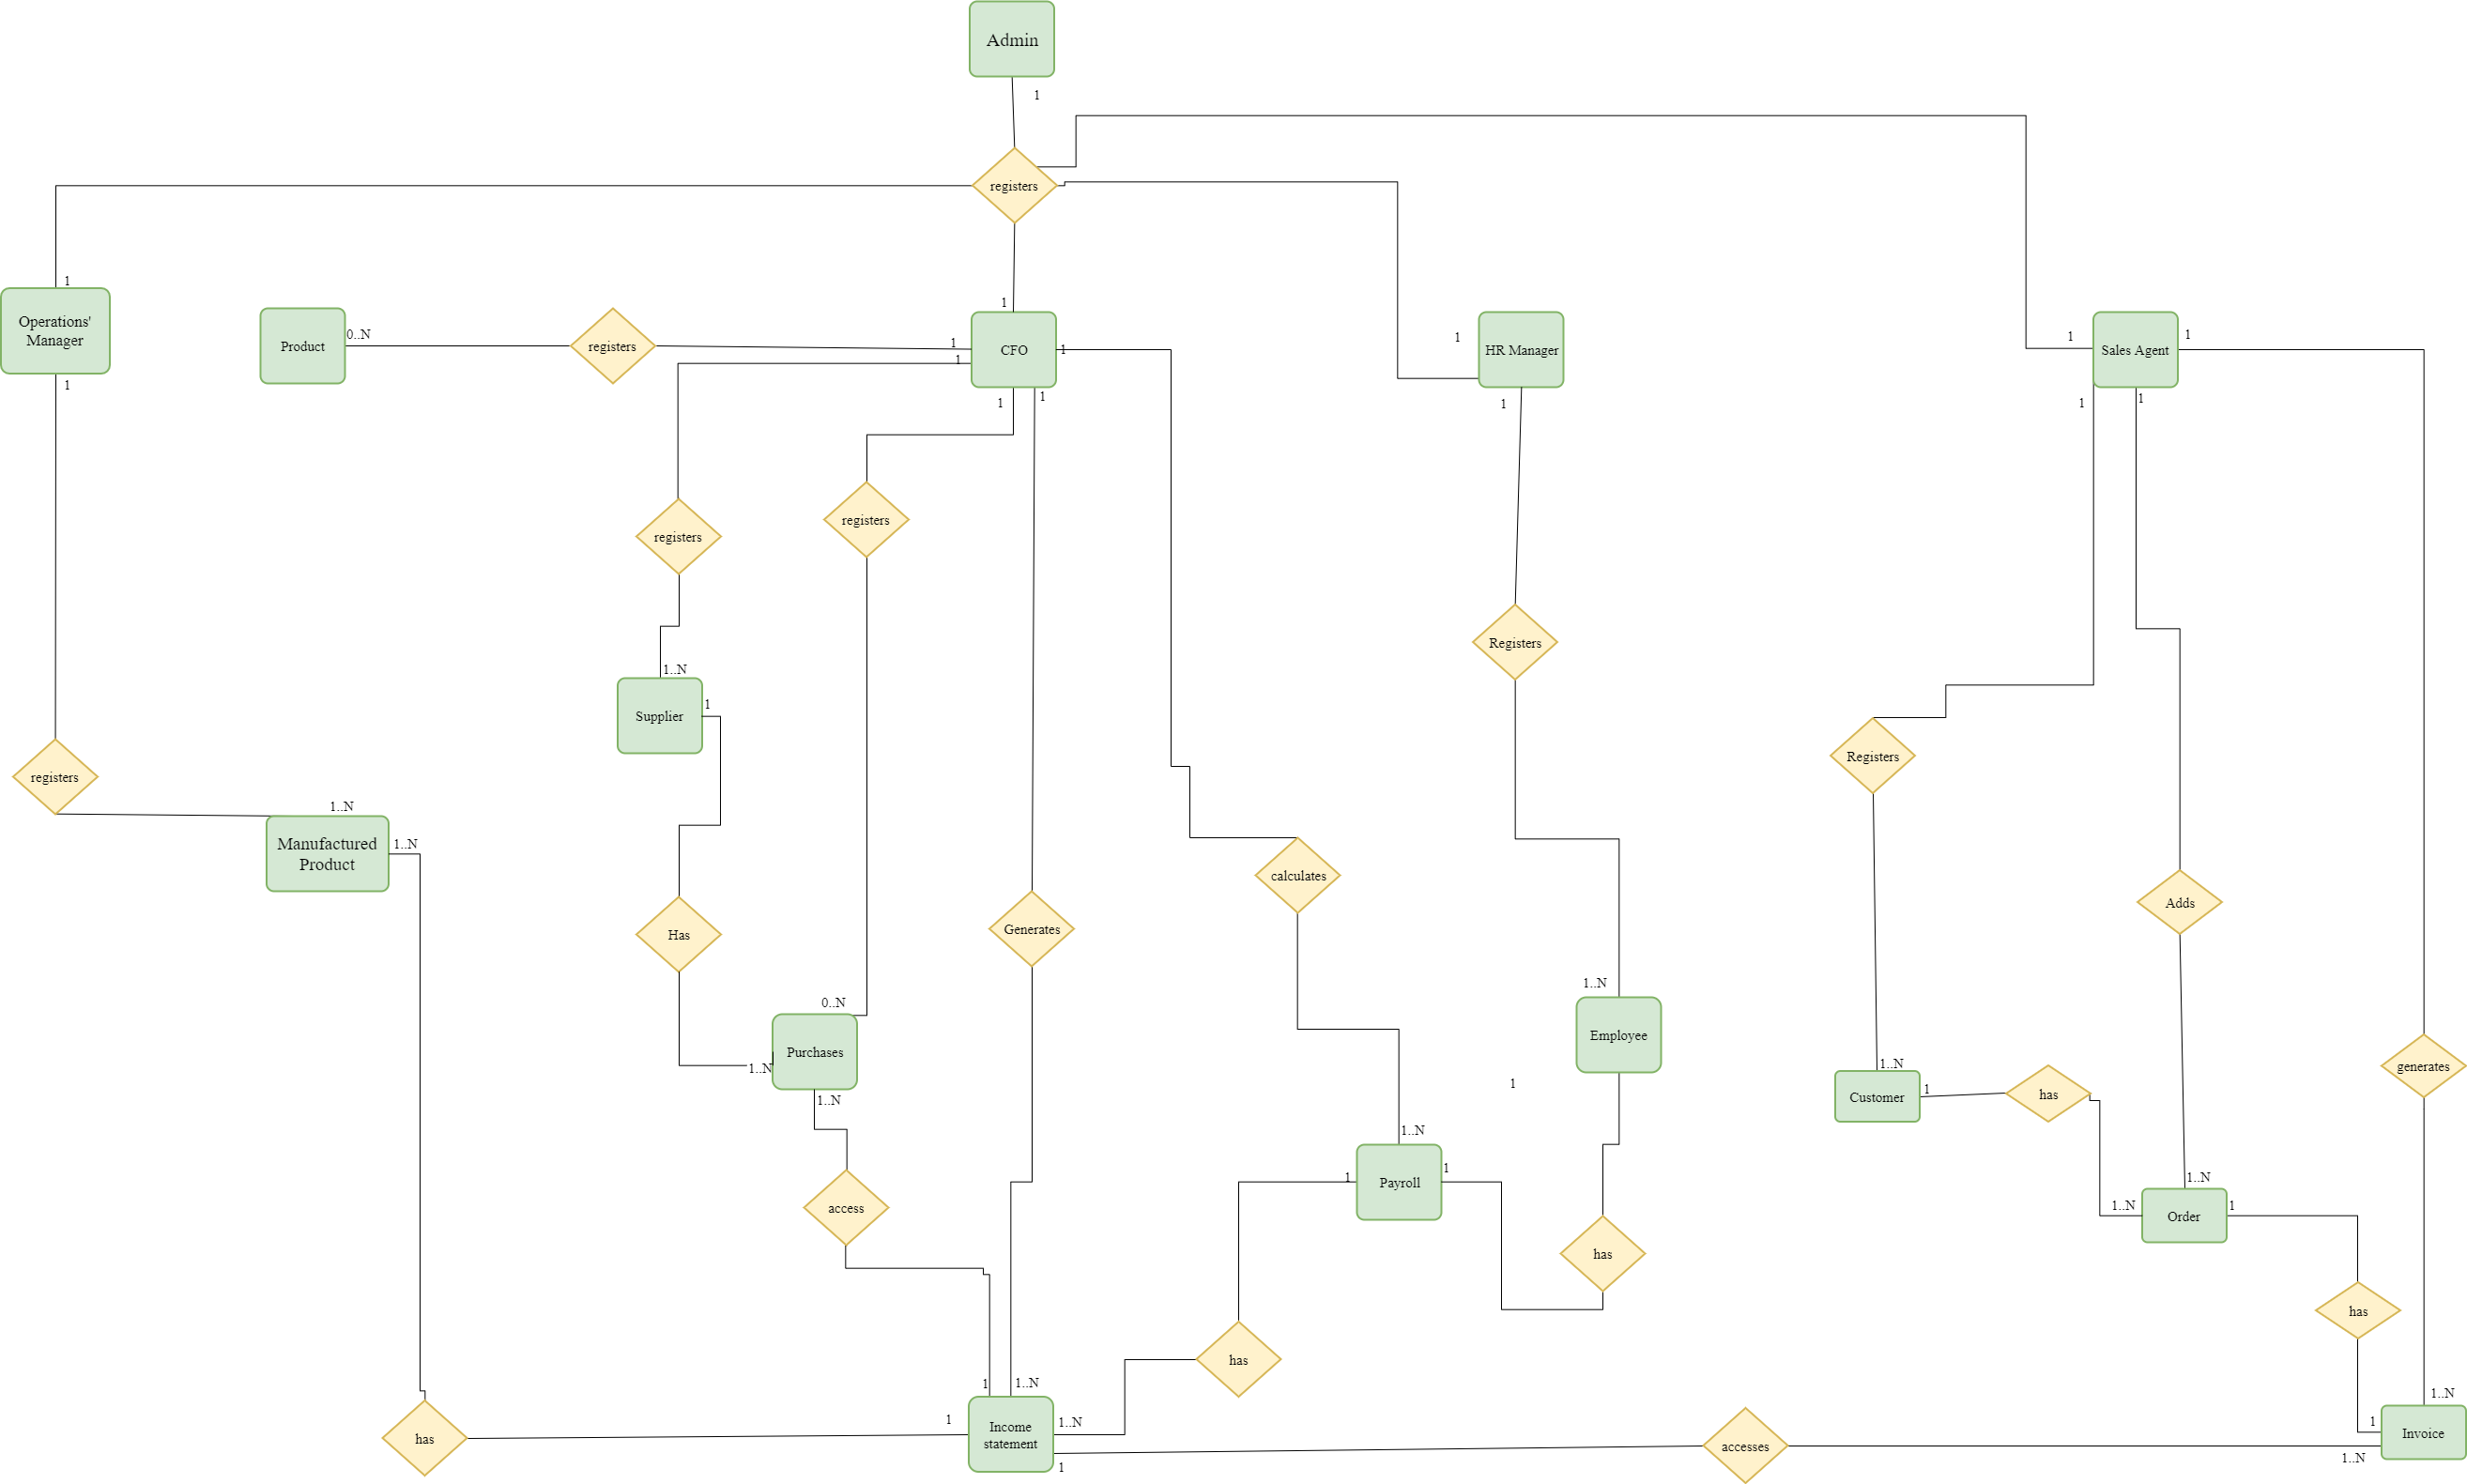 Admin
1
registers
1
Operations'
Manager
1
Product
0..N
registers
1
1
1
CFO
1
1
1
1
HR Manager
1
1
Sales Agent
1
1
1
registers
registers
Registers
1..N
Supplier
1
Registers
registers
1..N
Manufactured
Product
1..N
calculates
Adds
Has
Generates
0..N
Purchases
1..N
1..N
1..N
Employee
1
1..N
Customer
1
has
generates
1..N
Payroll
1
1
1..N
1..N
Order
1
access
has
has
has
1
1..N
1
Income
statement
1..N
1
has
accesses
1..N
1
Invoice
1..N